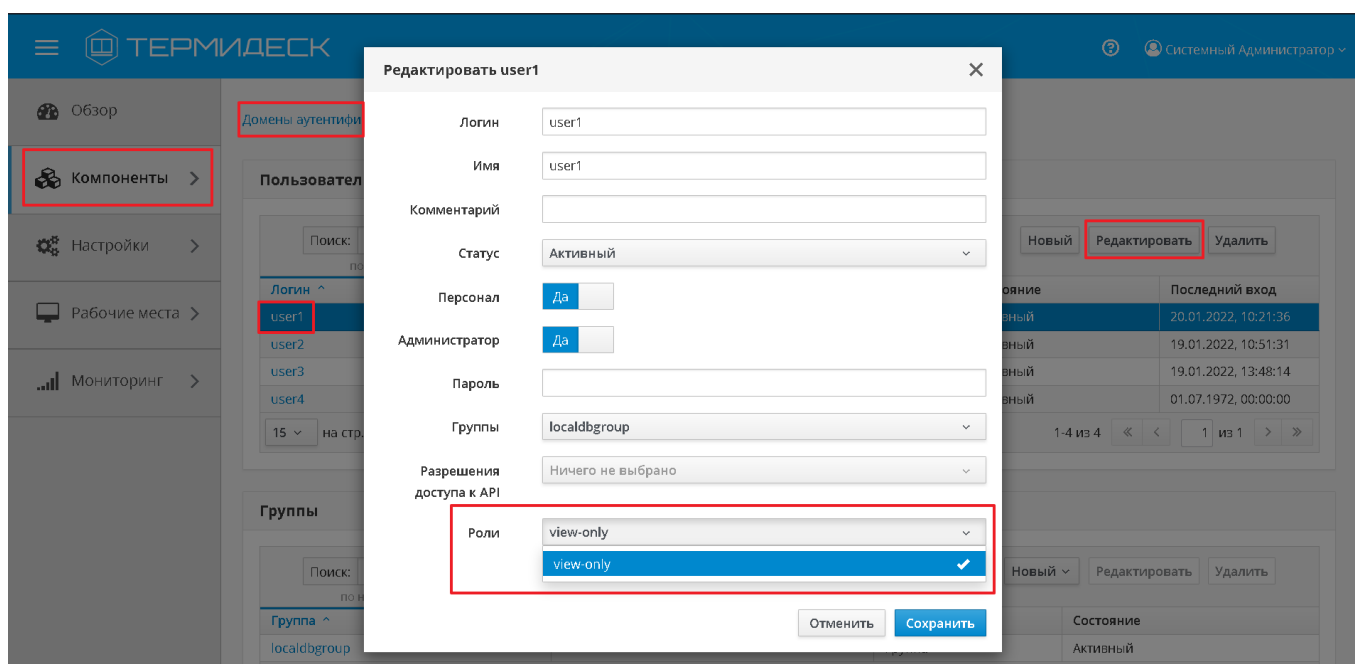 ТЕРМИДЕСК
Системный Администратор
Обзор
Компоненты
Настройки
Рабочие места
Мониторинг
Домены аутентифи
Пользовател
Поиск:
по
Новый
Редактировать
Удалить
Логин
ояние
Последний вход
user1
вный
20.01.2022, 10:21:36
user2
вный
19.01.2022, 10:51:31
user3
вный
19.01.2022, 13:48:14
user4
вный
01.07.1972, 00:00:00
15
на стр.
1-4 из 4
1 из 1
Группы
Поиск:
по н
Новый
Редактировать
Удалить
Группа
Состояние
localdbgroup
Активный
Редактировать user1
Логин
user1
Имя
user1
Комментарий
Статус
Активный
Персонал
Да
Администратор
Да
Пароль
Группы
localdbgroup
Разрешения
доступа к API
Ничего не выбрано
Роли
view-only
view-only
Отменить
Сохранить